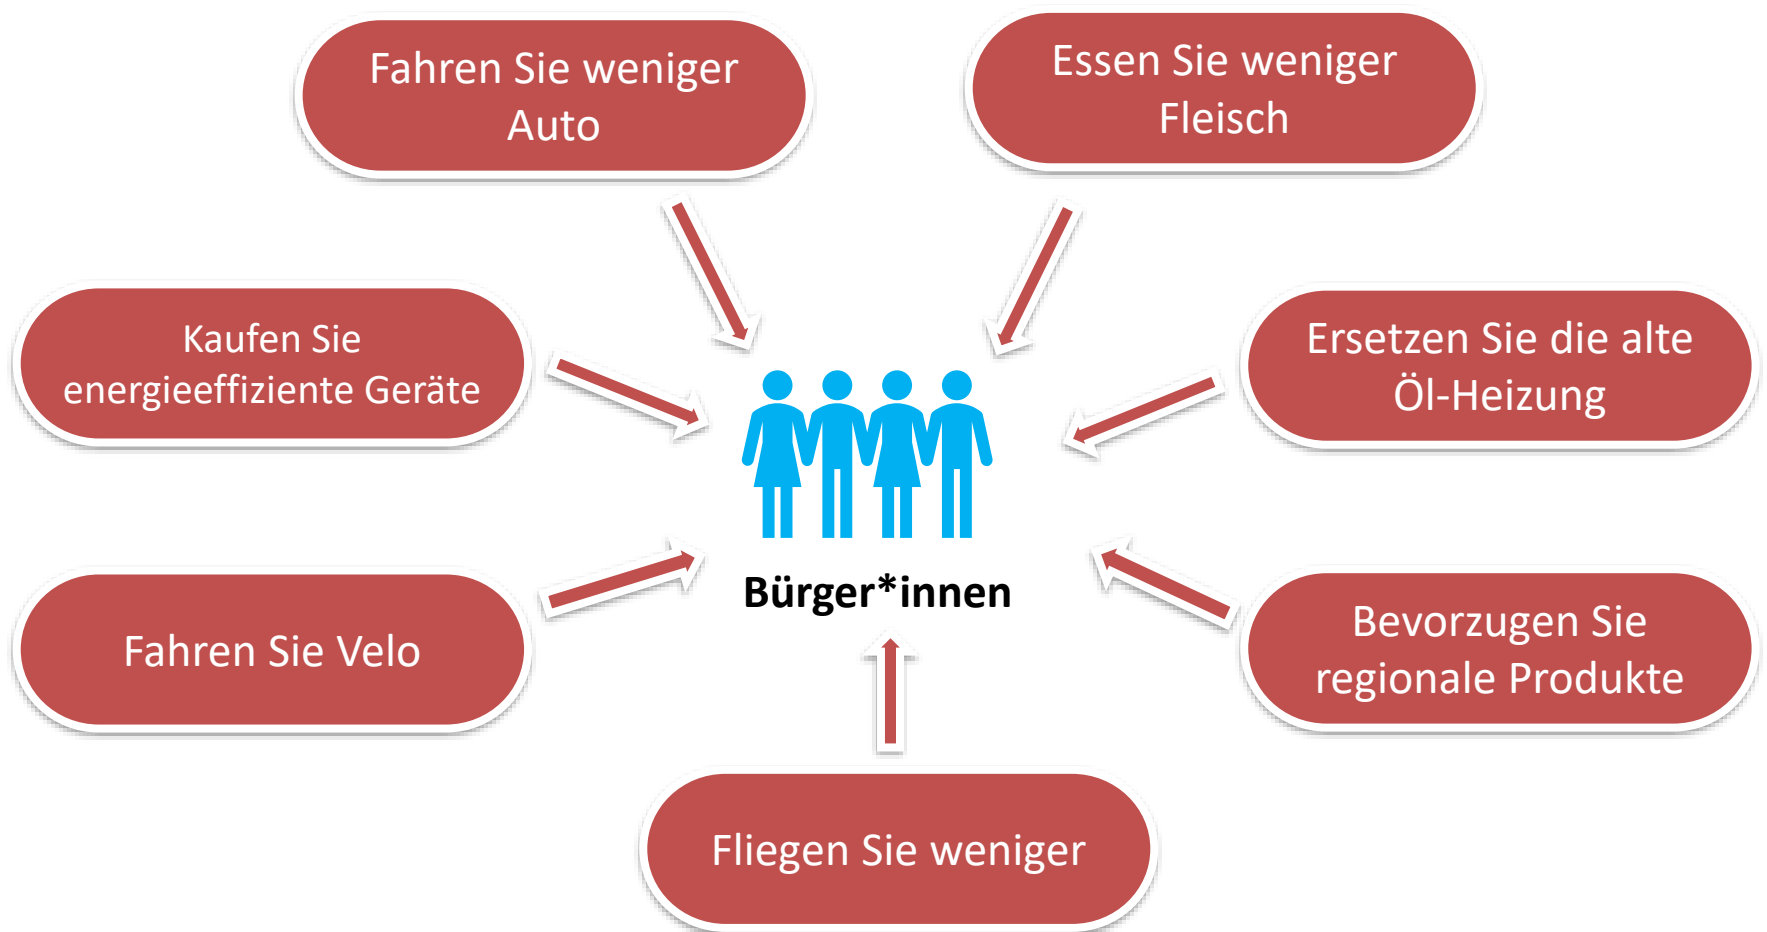 Fahren Sie weniger
Auto
Essen Sie weniger
Fleisch
Kaufen Sie
energieeffiziente Geräte
Ersetzen Sie die alte
Öl-Heizung
Bürger*innen
Fahren Sie Velo
Bevorzugen Sie
regionale Produkte
Fliegen Sie weniger